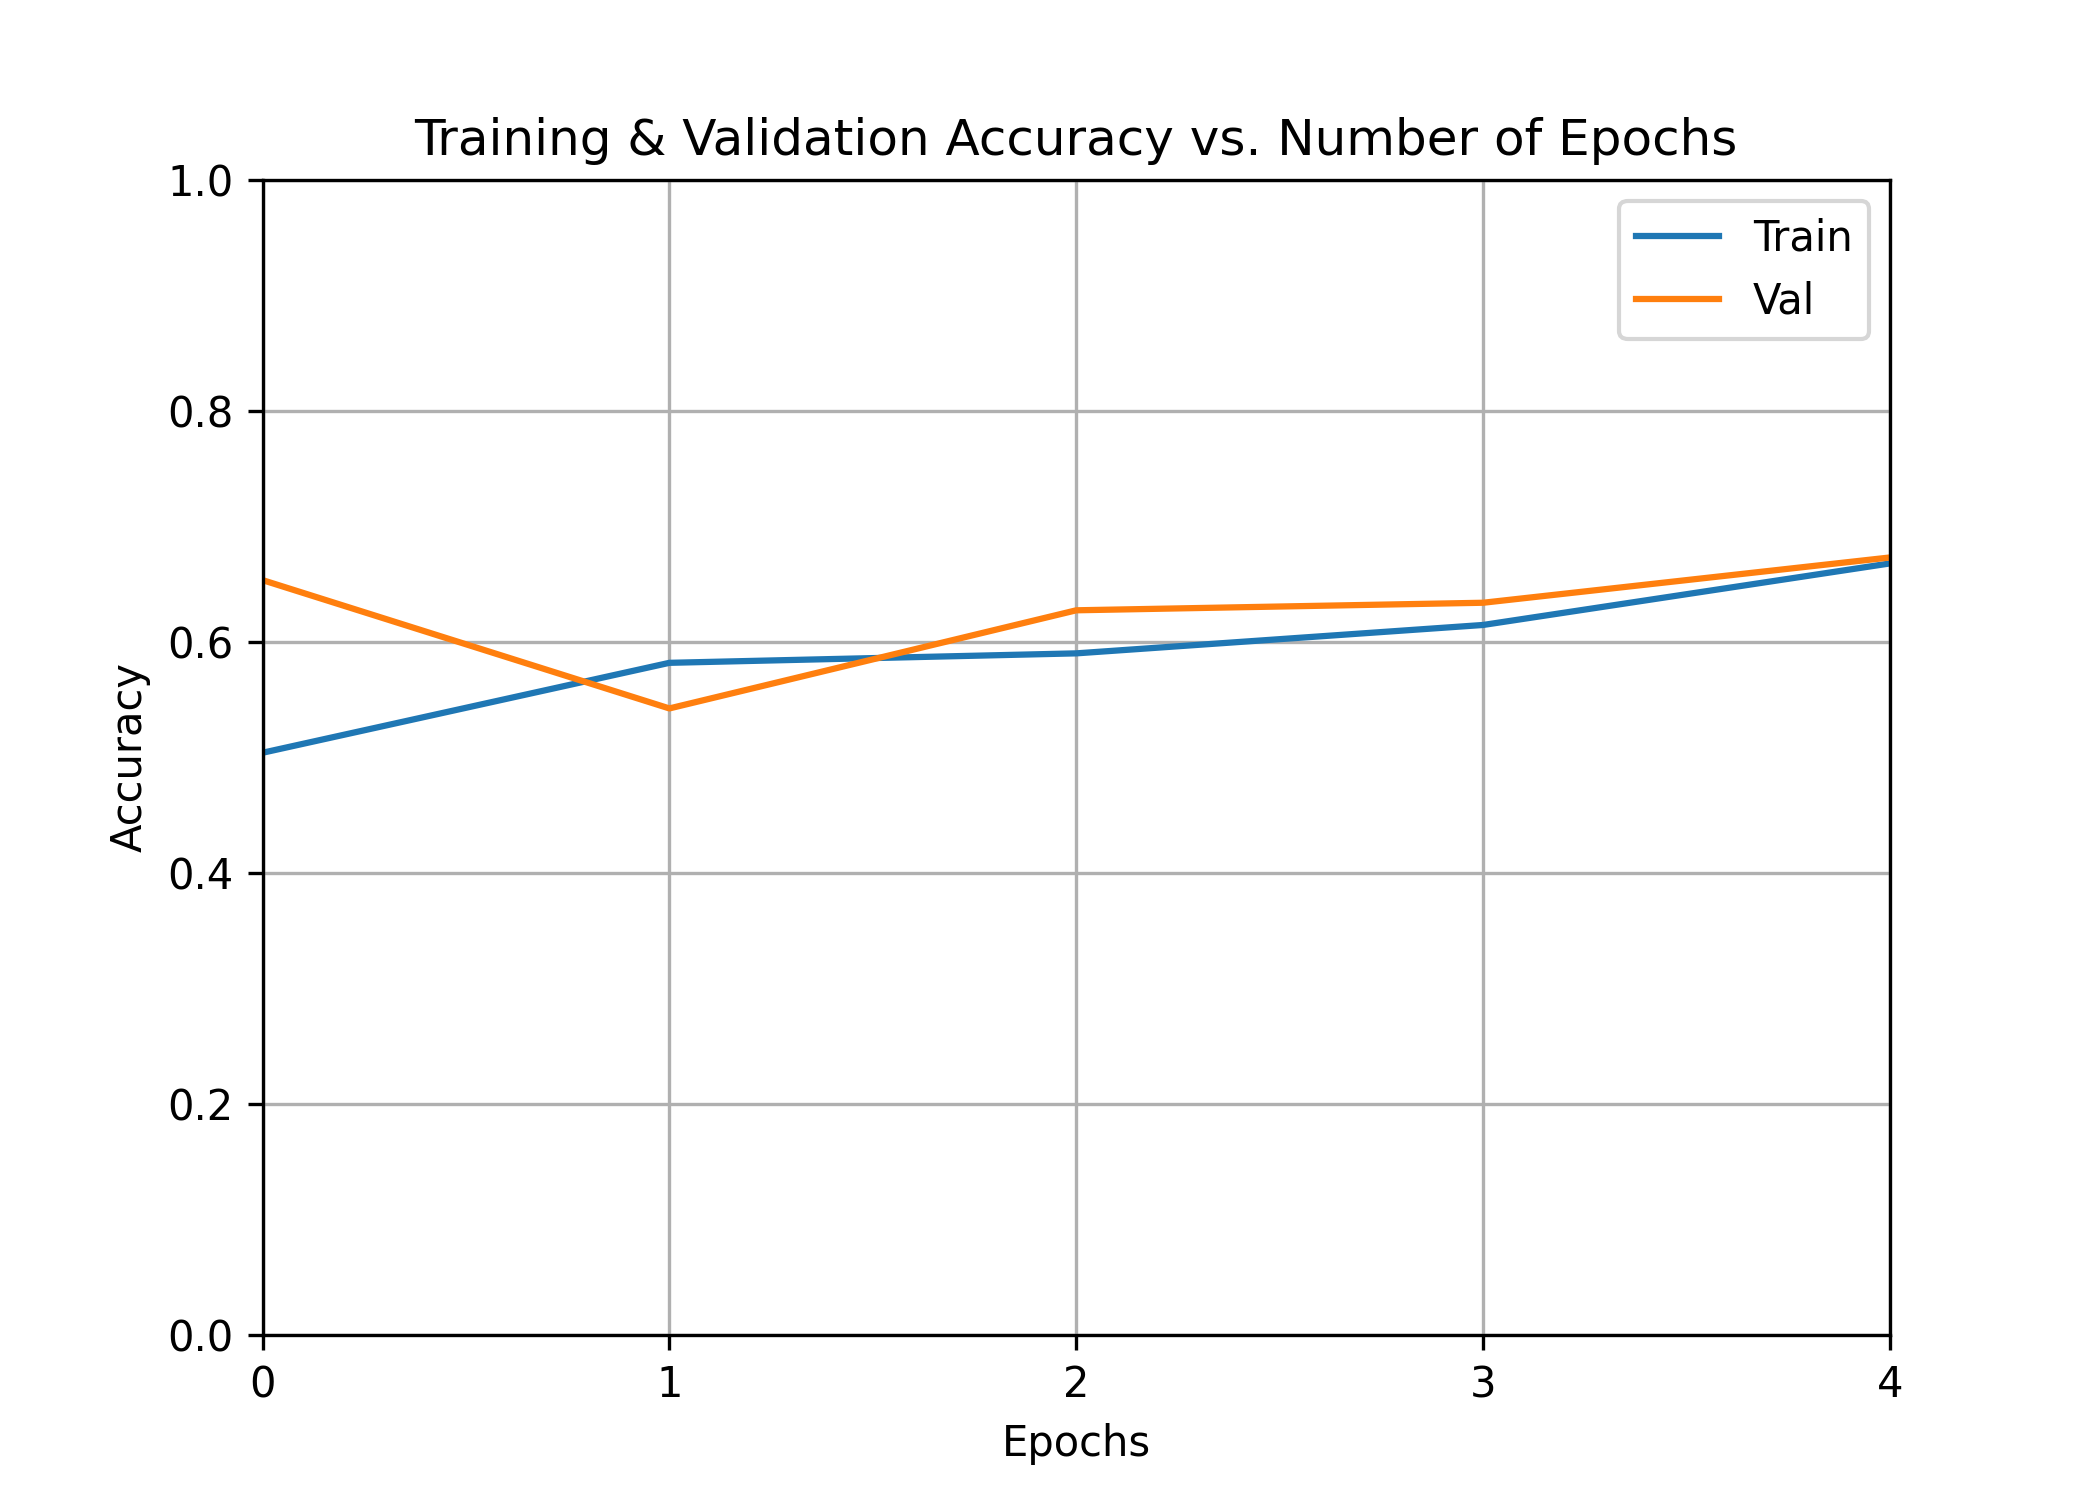 Training & Validation Accuracy vs. Number of Epochs
1.0
Train
Val
0.8
0.6
Accuracy
0.4
0.2
0.0
0 1 2 3 4
Epochs